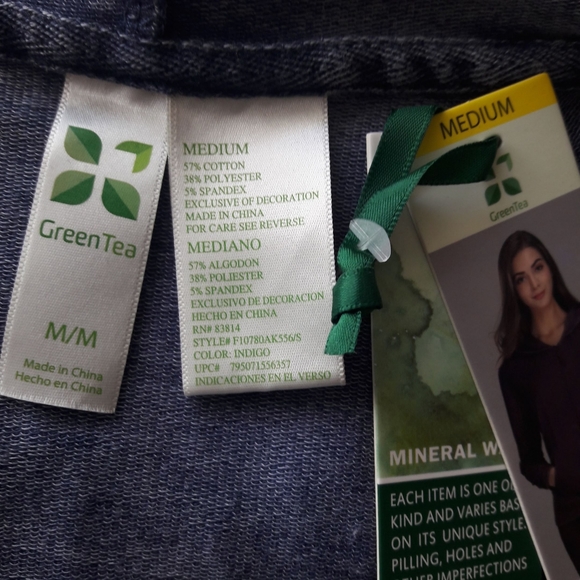 GreenTea
M/M
Made in China
Hecho en China
MEDIUM
57% COTTON
38% POLYESTER
5% SPANDEX
EXCLUSIVE OF DECORATION
MADE IN CHINA
FOR CARE SEE REVERSE
MEDIANO
57% ALGODON
38% POLIESTER
5% SPANDEX
EXCLUSIVO DE DECORACION
HECHO EN CHINA
RN# 83814
STYLE# F10780AK556/S
COLOR: INDIGO
UPC# 795071556357
INDICACIONES EN EL VERSO
MEDIUM
GreenTea
MINERAL W
EACH ITEM IS ONE O
KIND AND VARIES BAS
ON ITS UNIQUE STYLE.
PILLING, HOLES AND
IMPERFECTIONS